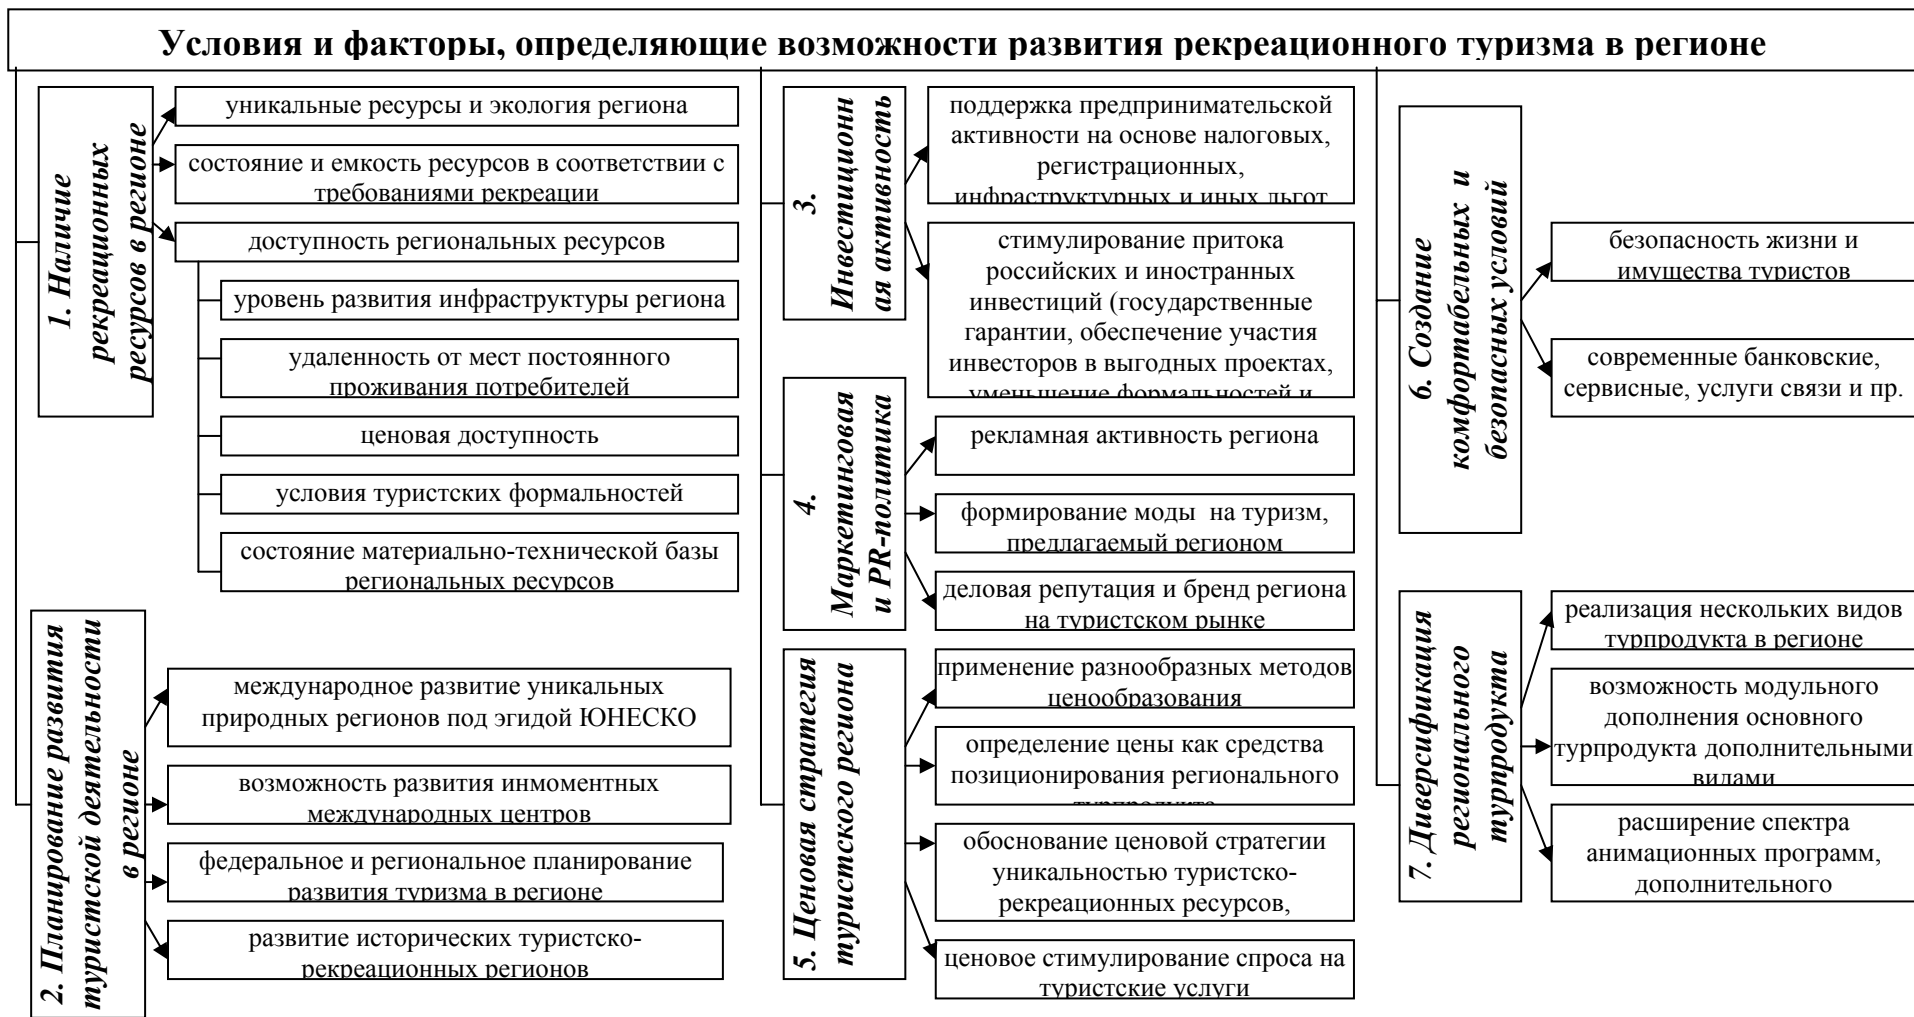 Условия и факторы, определяющие возможности развития рекреационного туризма в регионе
1. Наличие
рекреационных
ресурсов в регионе
уникальные ресурсы и экология региона
состояние и емкость ресурсов в соответствии с
требованиями рекреации
доступность региональных ресурсов
уровень развития инфраструктуры региона
удаленность от мест постоянного
проживания потребителей
ценовая доступность
условия туристских формальностей
состояние материально-технической базы
региональных ресурсов
2. Планирование развития
туристской деятельности
в регионе
международное развитие уникальных
природных регионов под эгидой ЮНЕСКО
возможность развития инмоментных
международных центров
федеральное и региональное планирование
развития туризма в регионе
развитие исторических туристско-
рекреационных регионов
3.
Инвестиционн
ая активность
поддержка предпринимательской
активности на основе налоговых,
регистрационных,
инфраструктурных и иных льгот
стимулирование притока
российских и иностранных
инвестиций (государственные
гарантии, обеспечение участия
инвесторов в выгодных проектах,
уменьшение формальностей и
4.
Маркетинговая
и PR-политика
рекламная активность региона
формирование моды на туризм,
предлагаемый регионом
деловая репутация и бренд региона
на туристском рынке
5. Ценовая стратегия
туристского региона
применение разнообразных методов
ценообразования
определение цены как средства
позиционирования регионального
турпродукта
обоснование ценовой стратегии
уникальностью туристско-
рекреационных ресурсов,
ценовое стимулирование спроса на
туристские услуги
6. Создание
комфортабельных и
безопасных условий
безопасность жизни и
имущества туристов
современные банковские,
сервисные, услуги связи и пр.
7. Диверсификация
регионального
турпродукта
реализация нескольких видов
турпродукта в регионе
возможность модульного
дополнения основного
турпродукта дополнительными
видами
расширение спектра
анимационных программ,
дополнительного